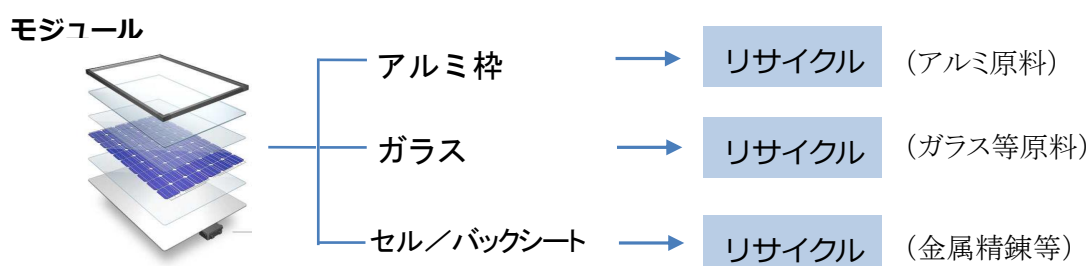 モジュール
アルミ枠 リサイクル (アルミ原料)
ガラス リサイクル (ガラス等原料)
セル／バックシート リサイクル (金属精錬等)